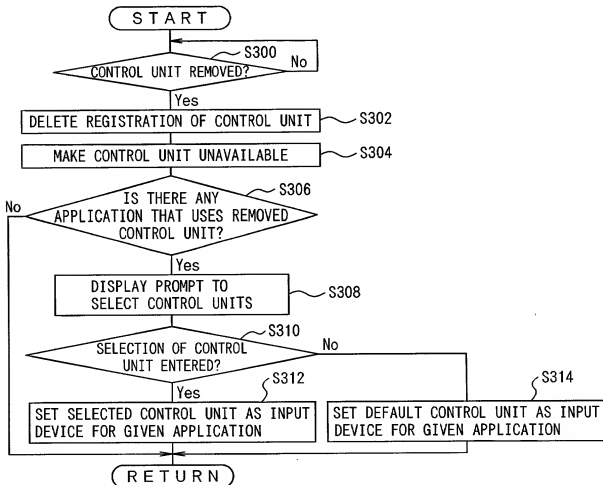 START
S300
CONTROL UNIT REMOVED?
No
Yes
DELETE REGISTRATION OF CONTROL UNIT
S302
MAKE CONTROL UNIT UNAVAILABLE
S304
S306
IS THERE ANY
APPLICATION THAT USES REMOVED
CONTROL UNIT?
No
Yes
DISPLAY PROMPT TO
SELECT CONTROL UNITS
S308
S310
SELECTION OF CONTROL
UNIT ENTERED?
No
Yes
S312
SET SELECTED CONTROL UNIT AS INPUT
DEVICE FOR GIVEN APPLICATION
S314
SET DEFAULT CONTROL UNIT AS INPUT
DEVICE FOR GIVEN APPLICATION
RETURN